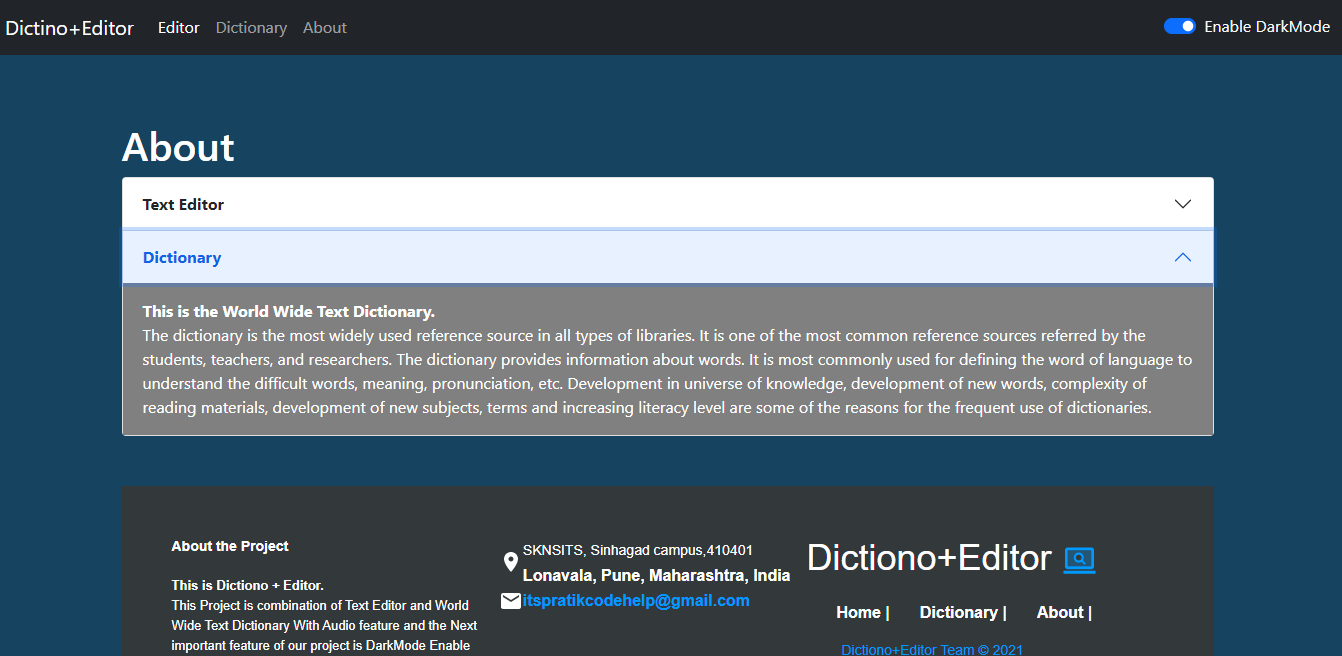 Dictino+Editor Editor Dictionary About Enable DarkMode
About
Text Editor
Dictionary
This is the World Wide Text Dictionary.
The dictionary is the most widely used reference source in all types of libraries. It is one of the most common reference sources referred by the
students, teachers, and researchers. The dictionary provides information about words. It is most commonly used for defining the word of language to
understand the difficult words, meaning, pronunciation, etc. Development in universe of knowledge, development of new words, complexity of
reading materials, development of new subjects, terms and increasing literacy level are some of the reasons for the frequent use of dictionaries.
About the Project
This is Dictiono + Editor.
This Project is combination of Text Editor and World
Wide Text Dictionary With Audio feature and the Next
important feature of our project is DarkMode Enable
SKNSITS, Sinhagad campus,410401
Lonavala, Pune, Maharashtra, India
itspratikcodehelp@gmail.com
Dictiono+Editor
Home | Dictionary | About |
Dictiono+Editor Team © 2021